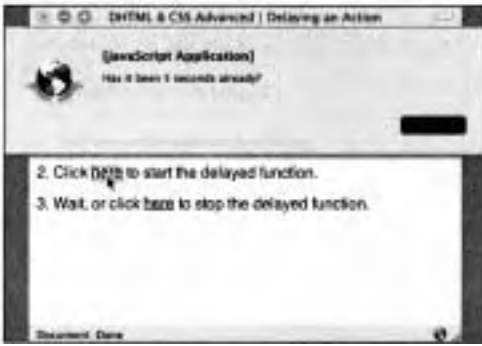 DHTML & CSS Advanced | Delaying an Action
[JavaScript Application]
Has it been 5 seconds already?
2. Click here to start the delayed function.
3. Wait, or click here to stop the delayed function.
Document: Done